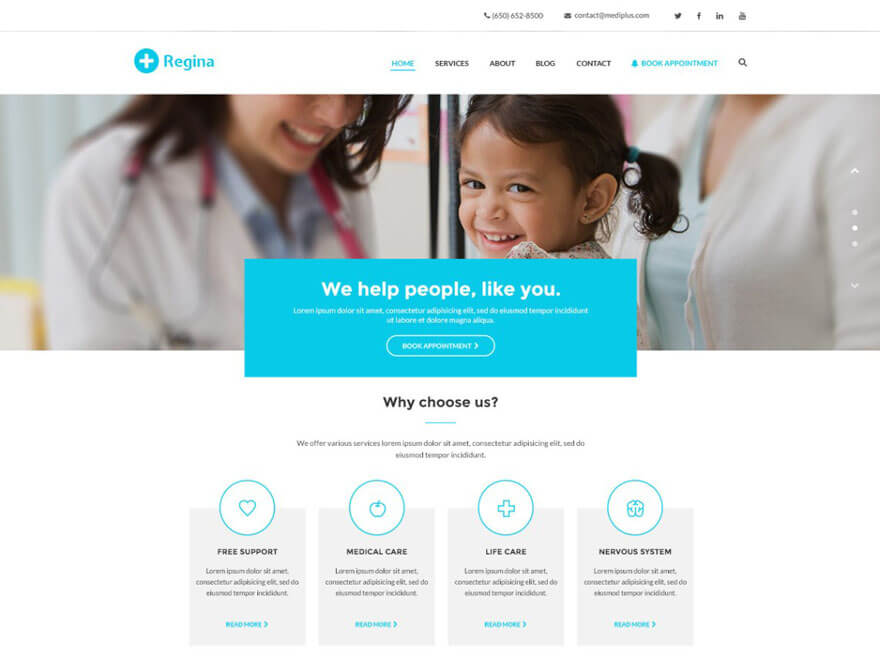 (650) 652-8500 contact@mediplus.com
Regina
HOME SERVICES ABOUT BLOG CONTACT BOOK APPOINTMENT
We help people, like you.
Lorem ipsum dolor sit amet, consectetur adipisicing elit, sed do eiusmod tempor incididunt
ut labore et dolore magna aliqua.
BOOK APPOINTMENT
Why choose us?
We offer various services lorem ipsum dolor sit amet, consectetur adipisicing elit, sed do
eiusmod tempor incididunt.
FREE SUPPORT
Lorem ipsum dolor sit amet,
consectetur adipisicing elit, sed do
eiusmod tempor incididunt.
READ MORE
MEDICAL CARE
Lorem ipsum dolor sit amet,
consectetur adipisicing elit, sed do
eiusmod tempor incididunt.
READ MORE
LIFE CARE
Lorem ipsum dolor sit amet,
consectetur adipisicing elit, sed do
eiusmod tempor incididunt.
READ MORE
NERVOUS SYSTEM
Lorem ipsum dolor sit amet,
consectetur adipisicing elit, sed do
eiusmod tempor incididunt.
READ MORE